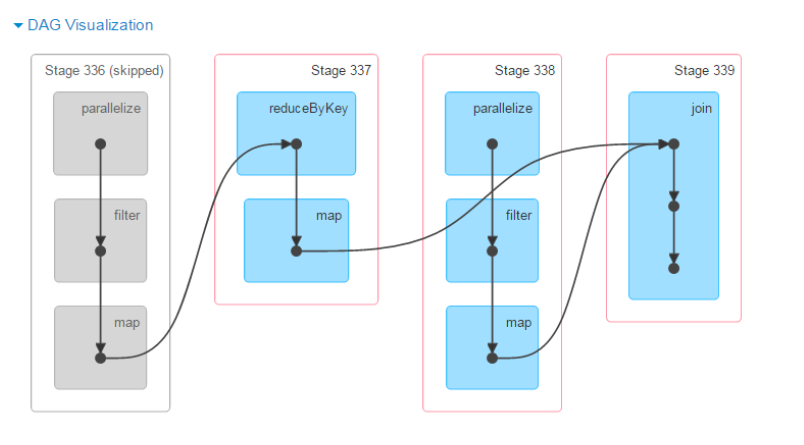 DAG Visualization
Stage 336 (skipped)
parallelize
filter
map
Stage 337
reduceByKey
map
Stage 338
parallelize
filter
map
Stage 339
join